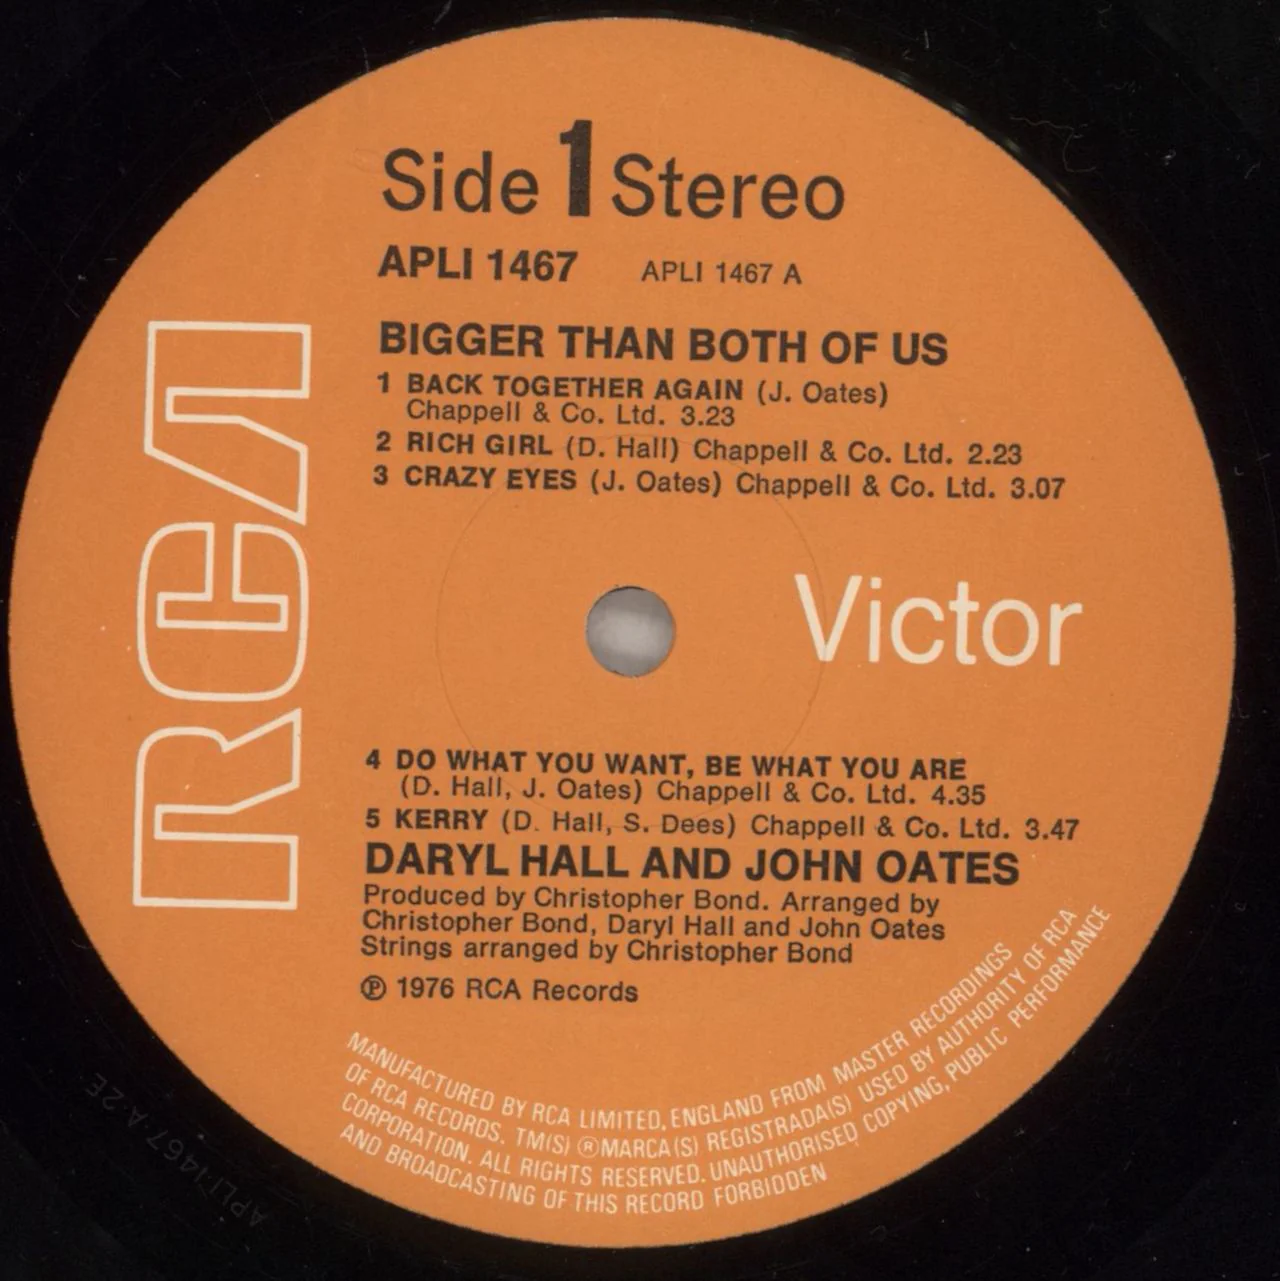 Side 1 Stereo
APLI 1467 APLI 1467 A
BIGGER THAN BOTH OF US
1 BACK TOGETHER AGAIN (J. Oates)
Chappell & Co. Ltd. 3.23
2 RICH GIRL (D. Hall) Chappell & Co. Ltd. 2.23
3 CRAZY EYES (J. Oates) Chappell & Co. Ltd. 3.07
RCA
Victor
4 DO WHAT YOU WANT, BE WHAT YOU ARE
(D. Hall, J. Oates) Chappell & Co. Ltd. 4.35
5 KERRY (D. Hall, S. Dees) Chappell & Co. Ltd. 3.47
DARYL HALL AND JOHN OATES
Produced by Christopher Bond. Arranged by
Christopher Bond, Daryl Hall and John Oates
Strings arranged by Christopher Bond
℗ 1976 RCA Records
MANUFACTURED BY RCA LIMITED, ENGLAND FROM MASTER RECORDINGS
OF RCA RECORDS. TM(S) ® MARCA(S) REGISTRADA(S) USED BY AUTHORITY OF RCA
CORPORATION. ALL RIGHTS RESERVED. UNAUTHORISED COPYING, PUBLIC PERFORMANCE
AND BROADCASTING OF THIS RECORD FORBIDDEN
APLI·1467·A·2E